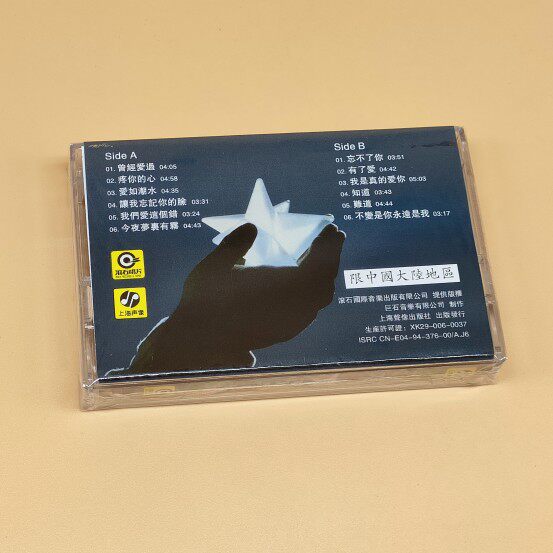 Side A
01. 曾經愛過 04:05
02. 疼你的心 04:58
03. 愛如潮水 04:35
04. 讓我忘記你的臉 03:31
05. 我們愛這個錯 03:24
06. 今夜夢裏有霧 04:43
Side B
01. 忘不了你 03:51
02. 有了愛 04:42
03. 我是真的愛你 05:03
04. 知道 03:43
05. 難道 04:44
06. 不變是你永遠是我 03:17
滾石唱片
上海声像
限中國大陸地區
滾石國際音樂出版有限公司 提供版權
巨石音樂有限公司 制作
上海聲像出版社 出版發行
生産許可證：XK29-006-0037
ISRC CN-E04-94-376-00/A.J6